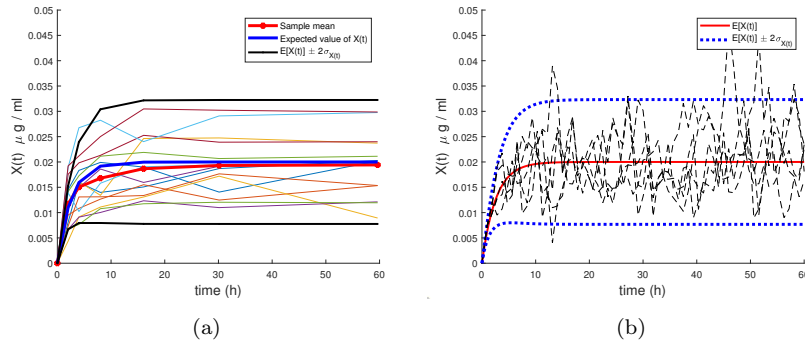 0.05
0.045
0.04
0.035
0.03
0.025
0.02
0.015
0.01
0.005
0
X(t) μ g / ml
0 10 20 30 40 50 60
time (h)
Sample mean
Expected value of X(t)
E[X(t)] ± 2σX(t)
(a)
0.05
0.045
0.04
0.035
0.03
0.025
0.02
0.015
0.01
0.005
0
X(t) μ g / ml
0 10 20 30 40 50 60
time (h)
E[X(t)]
E[X(t)] ± 2σX(t)
(b)